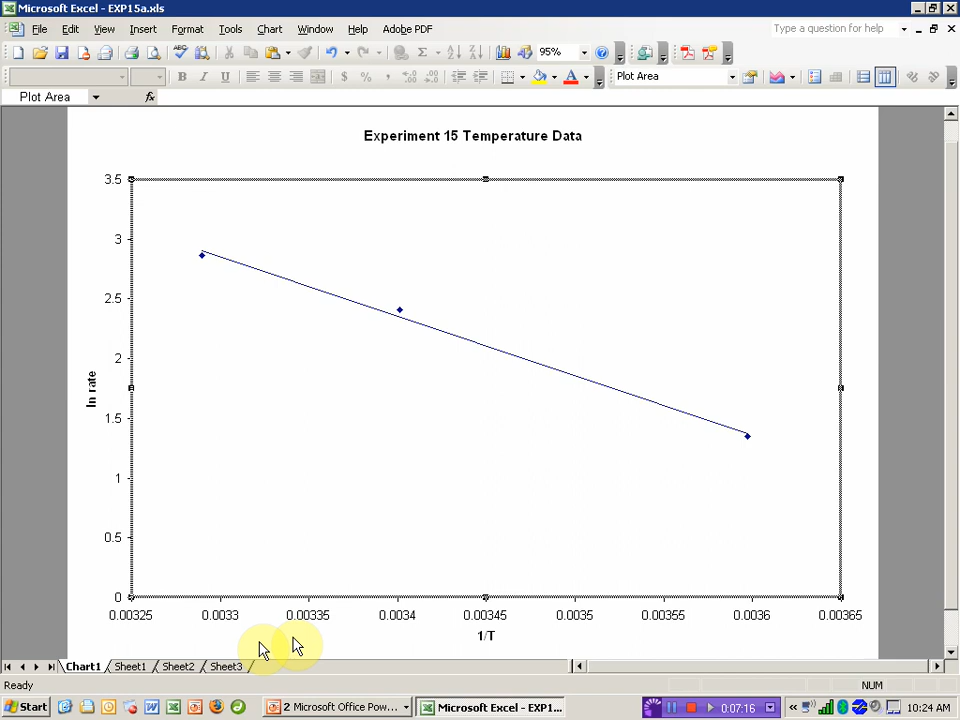 Microsoft Excel - EXP15a.xls
File Edit View Insert Format Tools Chart Window Help Adobe PDF Type a question for help
95%
Plot Area
Plot Area fx
Experiment 15 Temperature Data
3.5
3
2.5
2
1.5
1
0.5
0
ln rate
0.00325 0.0033 0.00335 0.0034 0.00345 0.0035 0.00355 0.0036 0.00365
1/T
Chart1 Sheet1 Sheet2 Sheet3
Ready NUM
Start 2 Microsoft Office Pow... Microsoft Excel - EXP1... 0:07:16 10:24 AM